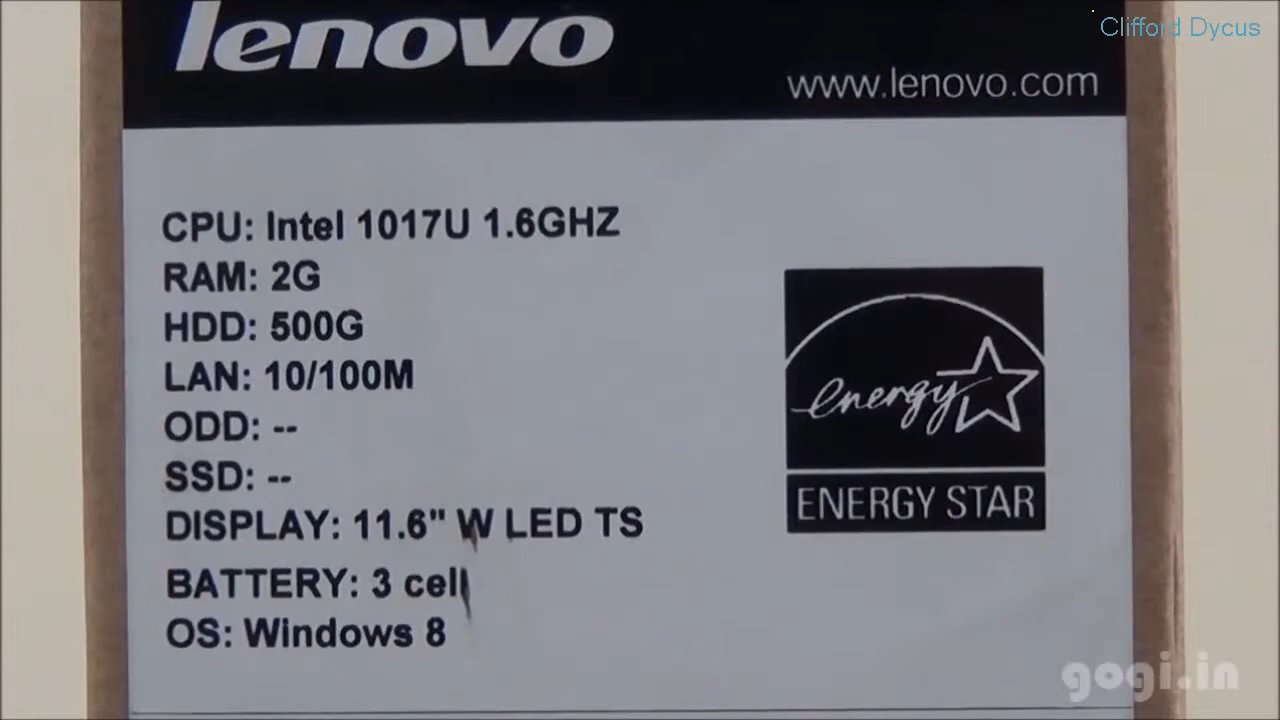 Clifford Dycus
lenovo
www.lenovo.com
CPU: Intel 1017U 1.6GHZ
RAM: 2G
HDD: 500G
LAN: 10/100M
ODD: --
SSD: --
DISPLAY: 11.6" W LED TS
BATTERY: 3 cell
OS: Windows 8
energy
ENERGY STAR
gogi.in